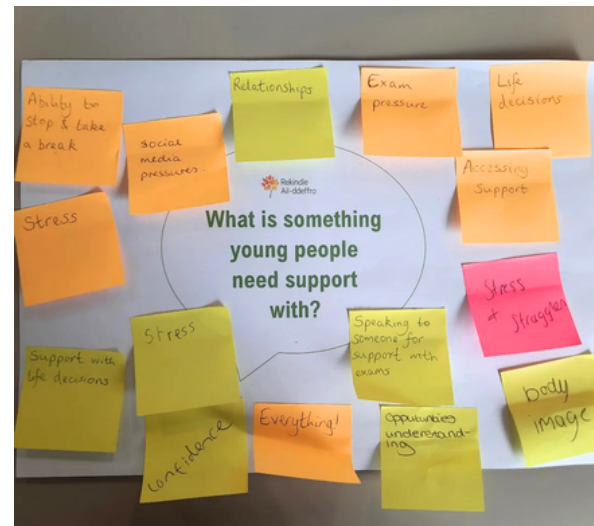 Relationships
Exam
pressure
Life
decisions
Ability to
stop & take
a break
social
media
pressures.
Accessing
Support
Rekindle
Ail-ddeffro
What is something
young people
need support
with?
Stress
Stress
+ Struggles
Stress
Speaking to
someone for
support with
exams
Support with
life decisions
body
image
confidence
Everything!
Opputunties
understand-
ing